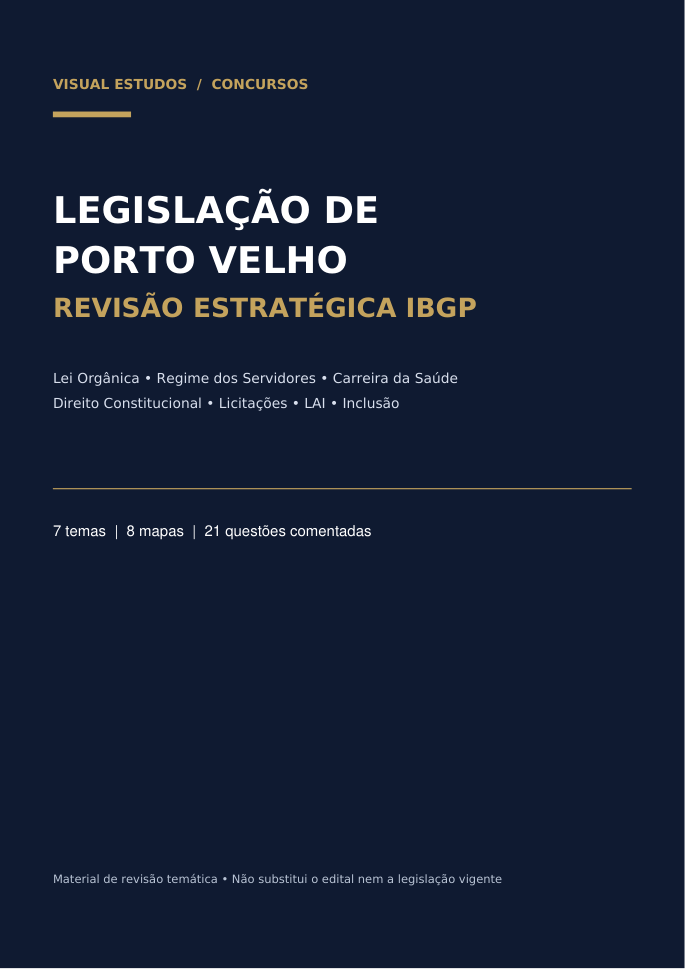 VISUAL ESTUDOS / CONCURSOS
LEGISLAÇÃO DE
PORTO VELHO
REVISÃO ESTRATÉGICA IBGP
Lei Orgânica • Regime dos Servidores • Carreira da Saúde
Direito Constitucional • Licitações • LAI • Inclusão
7 temas | 8 mapas | 21 questões comentadas
Material de revisão temática • Não substitui o edital nem a legislação vigente